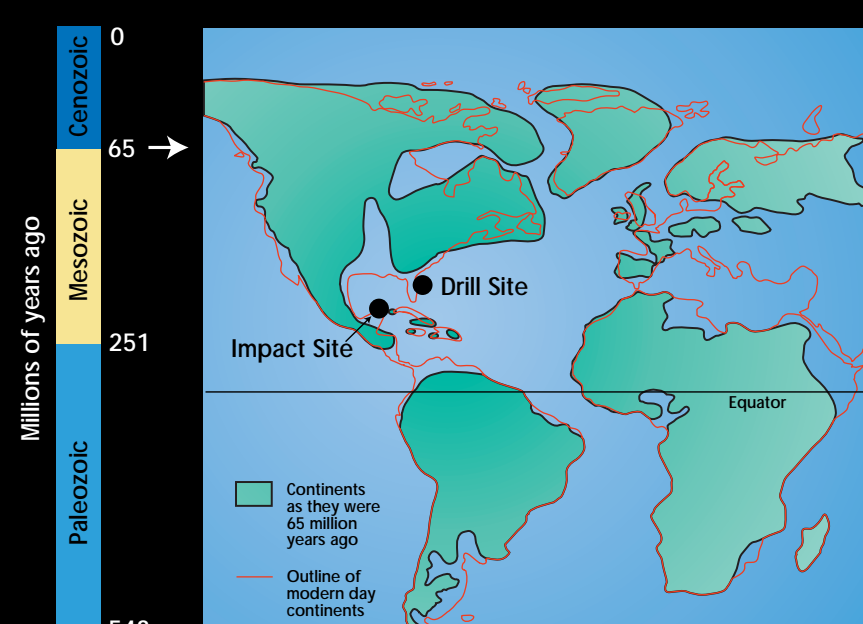 Millions of years ago
Cenozoic
Mesozoic
Paleozoic
0
65
251
Drill Site
Impact Site
Equator
Continents
as they were
65 million
years ago
Outline of
modern day
continents